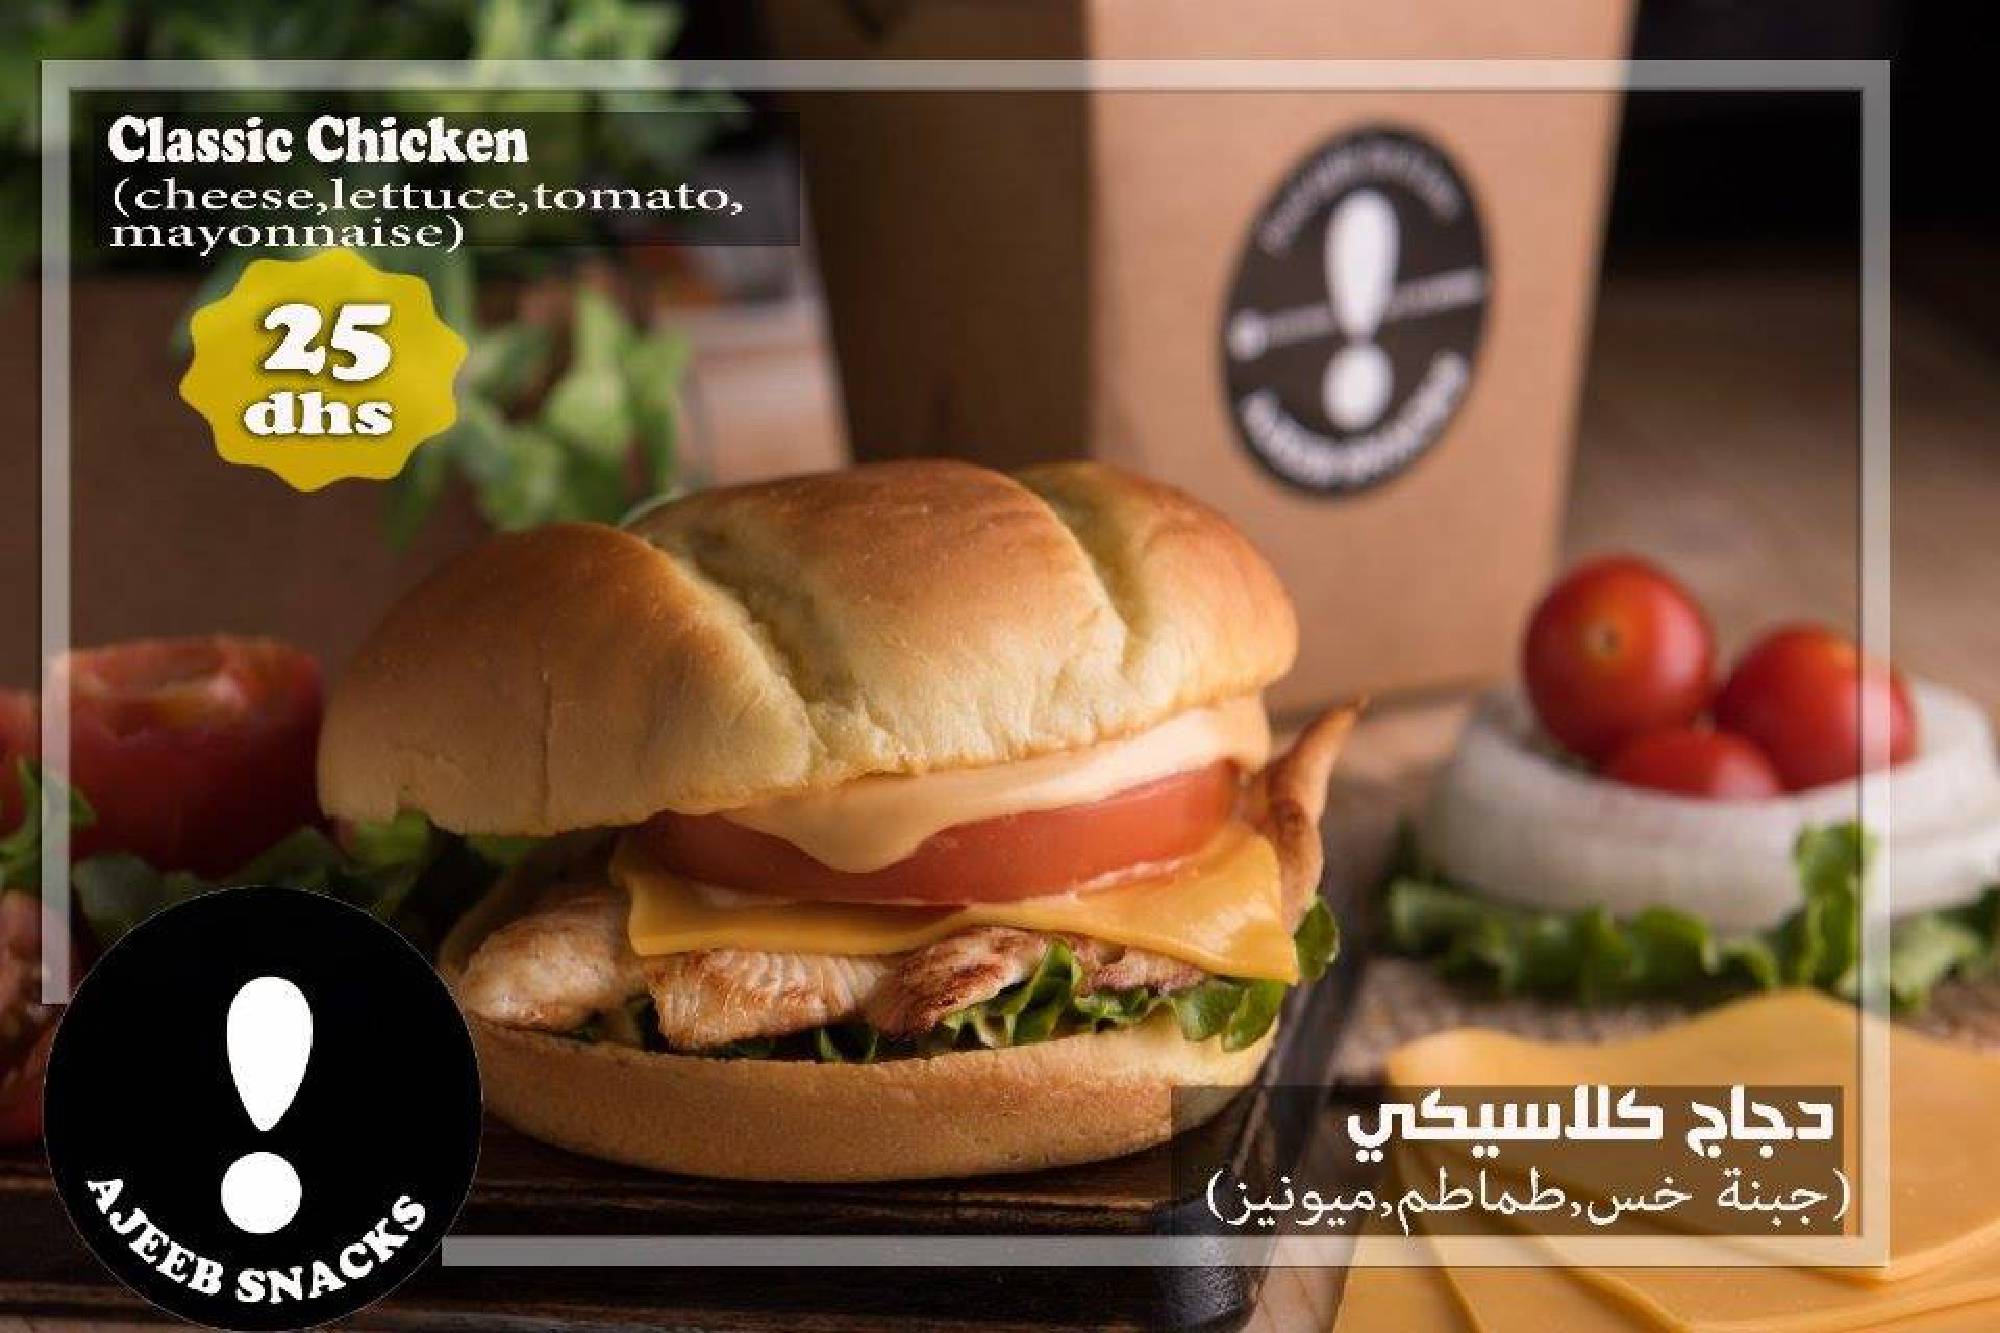 Classic Chicken
(cheese,lettuce,tomato,
mayonnaise)
25
dhs
دجاج كلاسيكي
(جبنة خس,طماطم,ميونيز)
AJEEB SNACKS